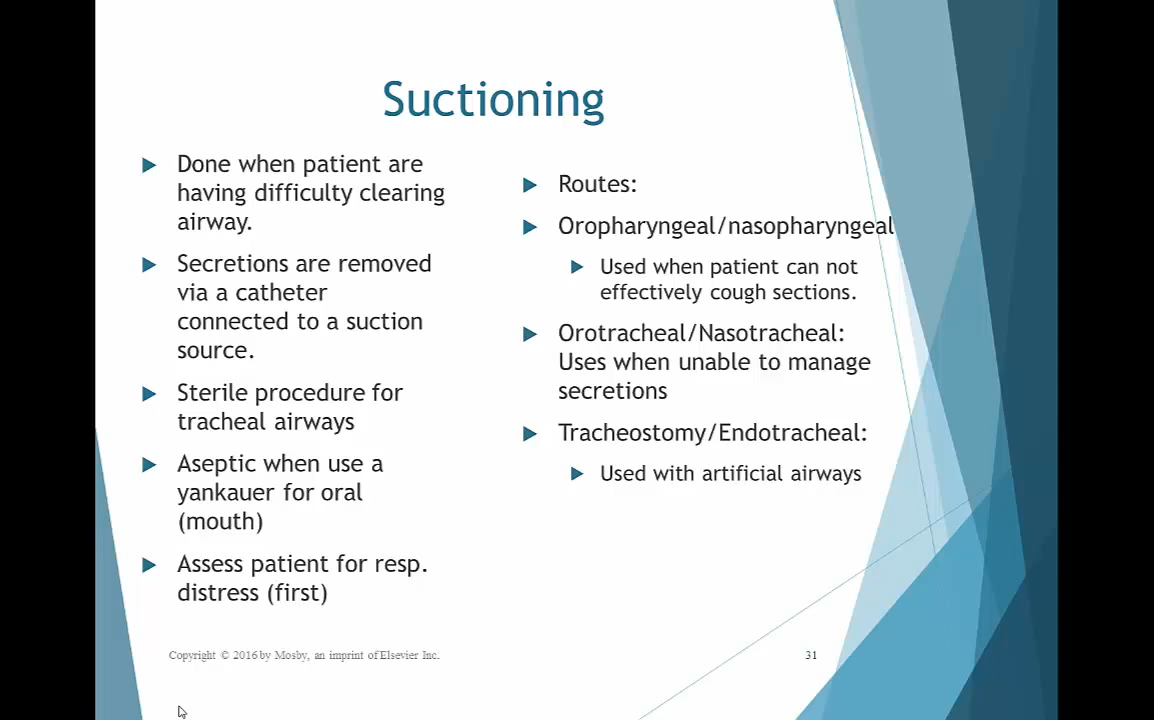 Suctioning
Done when patient are
having difficulty clearing
airway.
Secretions are removed
via a catheter
connected to a suction
source.
Sterile procedure for
tracheal airways
Aseptic when use a
yankauer for oral
(mouth)
Assess patient for resp.
distress (first)
Routes:
Oropharyngeal/nasopharyngeal
Used when patient can not
effectively cough sections.
Orotracheal/Nasotracheal:
Uses when unable to manage
secretions
Tracheostomy/Endotracheal:
Used with artificial airways
Copyright © 2016 by Mosby, an imprint of Elsevier Inc.
31